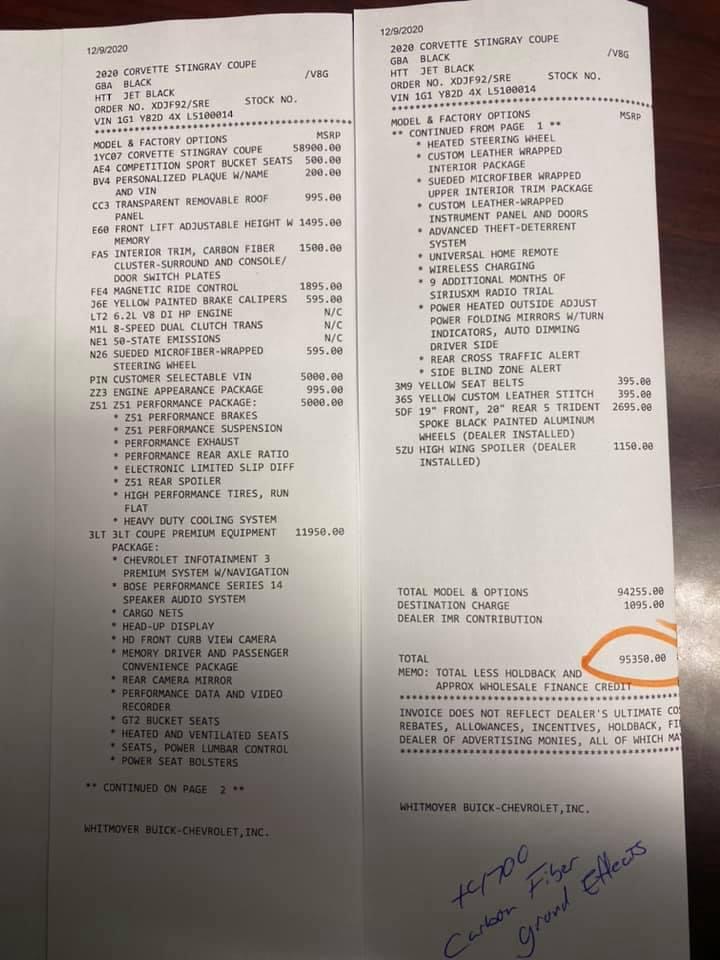 12/9/2020
2020 CORVETTE STINGRAY COUPE
GBA BLACK /V8G
HTT JET BLACK
ORDER NO. XDJF92/SRE STOCK NO.
VIN 1G1 Y82D 4X L5100014
MODEL & FACTORY OPTIONS MSRP
1YC07 CORVETTE STINGRAY COUPE 58900.00
AE4 COMPETITION SPORT BUCKET SEATS 500.00
BV4 PERSONALIZED PLAQUE W/NAME 200.00
AND VIN
CC3 TRANSPARENT REMOVABLE ROOF 995.00
PANEL
E60 FRONT LIFT ADJUSTABLE HEIGHT W 1495.00
MEMORY
FA5 INTERIOR TRIM, CARBON FIBER 1500.00
CLUSTER-SURROUND AND CONSOLE/
DOOR SWITCH PLATES
FE4 MAGNETIC RIDE CONTROL 1895.00
J6E YELLOW PAINTED BRAKE CALIPERS 595.00
LT2 6.2L V8 DI HP ENGINE N/C
M1L 8-SPEED DUAL CLUTCH TRANS N/C
NE1 50-STATE EMISSIONS N/C
N26 SUEDED MICROFIBER-WRAPPED 595.00
STEERING WHEEL
PIN CUSTOMER SELECTABLE VIN 5000.00
ZZ3 ENGINE APPEARANCE PACKAGE 995.00
Z51 Z51 PERFORMANCE PACKAGE: 5000.00
* Z51 PERFORMANCE BRAKES
* Z51 PERFORMANCE SUSPENSION
* PERFORMANCE EXHAUST
* PERFORMANCE REAR AXLE RATIO
* ELECTRONIC LIMITED SLIP DIFF
* Z51 REAR SPOILER
* HIGH PERFORMANCE TIRES, RUN
FLAT
* HEAVY DUTY COOLING SYSTEM
3LT 3LT COUPE PREMIUM EQUIPMENT 11950.00
PACKAGE:
* CHEVROLET INFOTAINMENT 3
PREMIUM SYSTEM W/NAVIGATION
* BOSE PERFORMANCE SERIES 14
SPEAKER AUDIO SYSTEM
* CARGO NETS
* HEAD-UP DISPLAY
* HD FRONT CURB VIEW CAMERA
* MEMORY DRIVER AND PASSENGER
CONVENIENCE PACKAGE
* REAR CAMERA MIRROR
* PERFORMANCE DATA AND VIDEO
RECORDER
* GT2 BUCKET SEATS
* HEATED AND VENTILATED SEATS
* SEATS, POWER LUMBAR CONTROL
* POWER SEAT BOLSTERS
** CONTINUED ON PAGE 2 **
WHITMOYER BUICK-CHEVROLET,INC.
12/9/2020
2020 CORVETTE STINGRAY COUPE
GBA BLACK /V8G
HTT JET BLACK
ORDER NO. XDJF92/SRE STOCK NO.
VIN 1G1 Y82D 4X L5100014
MODEL & FACTORY OPTIONS MSRP
** CONTINUED FROM PAGE 1 **
* HEATED STEERING WHEEL
* CUSTOM LEATHER WRAPPED
INTERIOR PACKAGE
* SUEDED MICROFIBER WRAPPED
UPPER INTERIOR TRIM PACKAGE
* CUSTOM LEATHER-WRAPPED
INSTRUMENT PANEL AND DOORS
* ADVANCED THEFT-DETERRENT
SYSTEM
* UNIVERSAL HOME REMOTE
* WIRELESS CHARGING
* 9 ADDITIONAL MONTHS OF
SIRIUSXM RADIO TRIAL
* POWER HEATED OUTSIDE ADJUST
POWER FOLDING MIRRORS W/TURN
INDICATORS, AUTO DIMMING
DRIVER SIDE
* REAR CROSS TRAFFIC ALERT
* SIDE BLIND ZONE ALERT
3M9 YELLOW SEAT BELTS 395.00
36S YELLOW CUSTOM LEATHER STITCH 395.00
5DF 19" FRONT, 20" REAR 5 TRIDENT 2695.00
SPOKE BLACK PAINTED ALUMINUM
WHEELS (DEALER INSTALLED)
5ZU HIGH WING SPOILER (DEALER 1150.00
INSTALLED)
TOTAL MODEL & OPTIONS 94255.00
DESTINATION CHARGE 1095.00
DEALER IMR CONTRIBUTION
TOTAL 95350.00
MEMO: TOTAL LESS HOLDBACK AND
APPROX WHOLESALE FINANCE CREDIT
INVOICE DOES NOT REFLECT DEALER'S ULTIMATE CO
REBATES, ALLOWANCES, INCENTIVES, HOLDBACK, FI
DEALER OF ADVERTISING MONIES, ALL OF WHICH MA
WHITMOYER BUICK-CHEVROLET,INC.
Carbon Fiber
Grond Effects